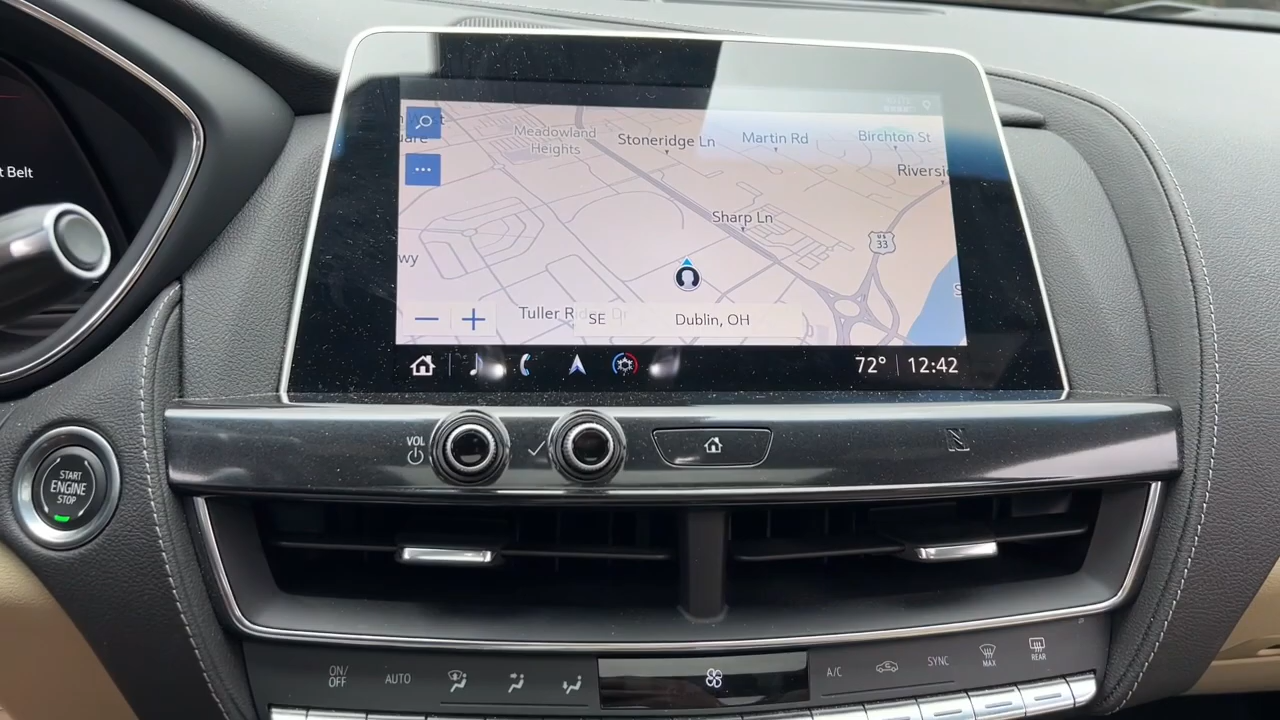 Meadowland
Heights
Stoneridge Ln
Martin Rd
Birchton St
t Belt
Sharp Ln
US
33
wy
Tuller
SE
Dublin, OH
72° 12:42
VOL
START
ENGINE
STOP
ON/
OFF
AUTO
A/C
SYNC
MAX
REAR